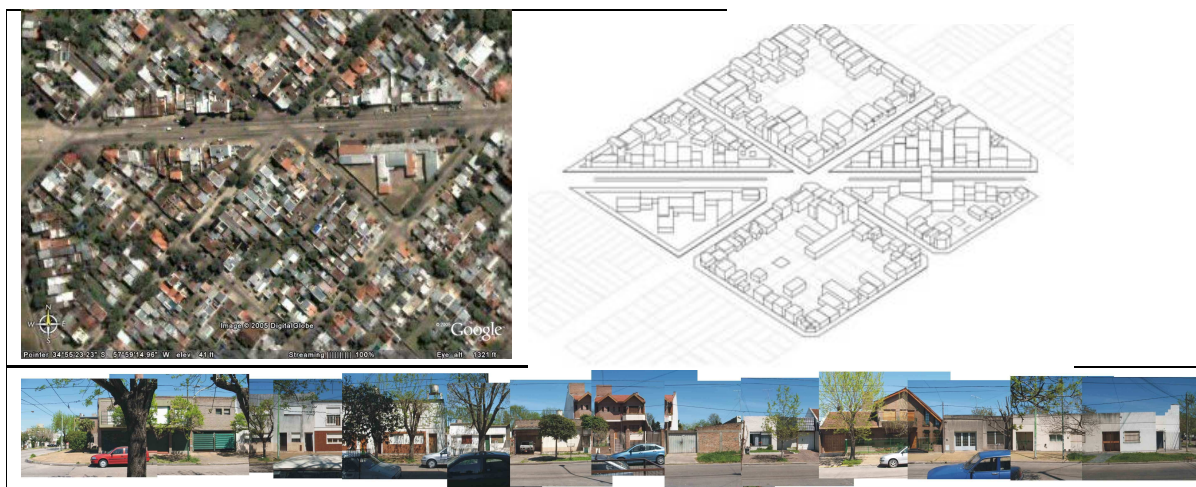 N
W E
S
Image © 2005 DigitalGlobe
© 2005 Google
Pointer 34°55'23.23" S 57°59'14.96" W elev 41 ft Streaming |||||||||| 100% Eye alt 1321 ft